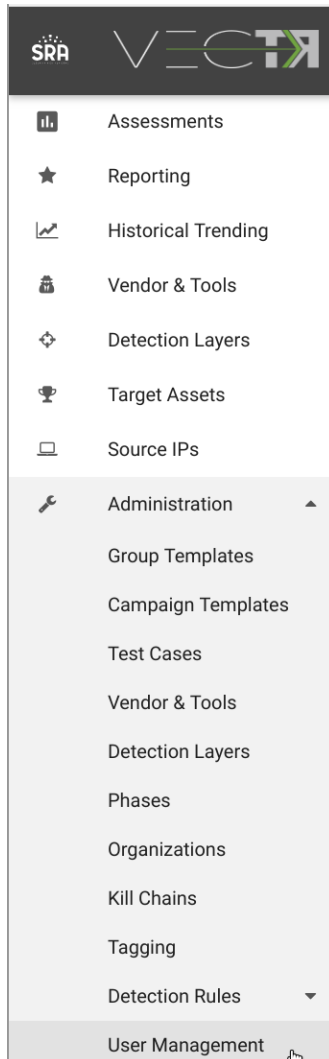 SRA VECTR
Assessments
Reporting
Historical Trending
Vendor & Tools
Detection Layers
Target Assets
Source IPs
Administration
Group Templates
Campaign Templates
Test Cases
Vendor & Tools
Detection Layers
Phases
Organizations
Kill Chains
Tagging
Detection Rules
User Management